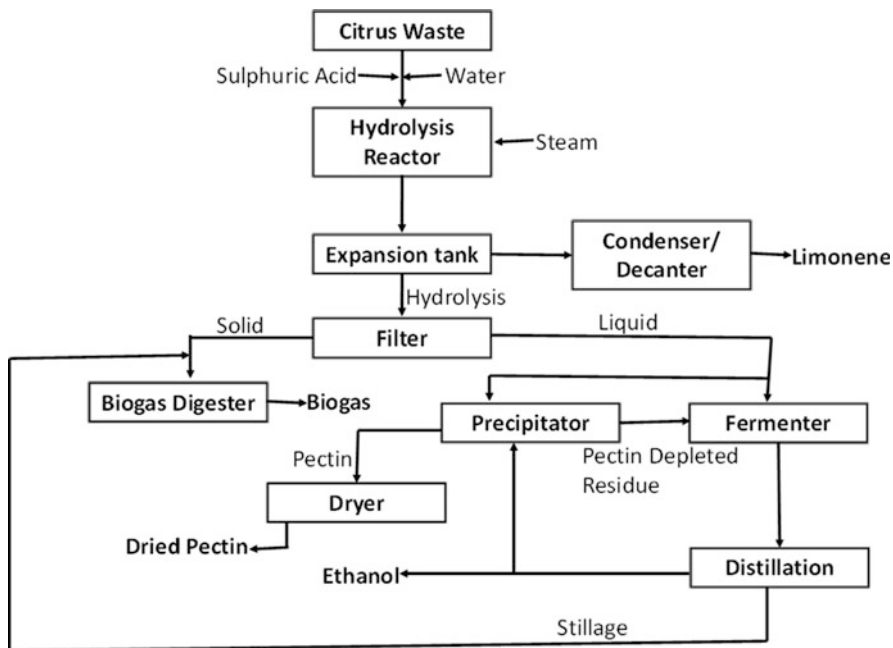 Citrus Waste
Sulphuric Acid
Water
Hydrolysis
Reactor
Steam
Expansion tank
Condenser/
Decanter
Limonene
Hydrolysis
Solid
Filter
Liquid
Biogas Digester
Biogas
Precipitator
Fermenter
Pectin
Pectin Depleted
Residue
Dryer
Dried Pectin
Ethanol
Distillation
Stillage